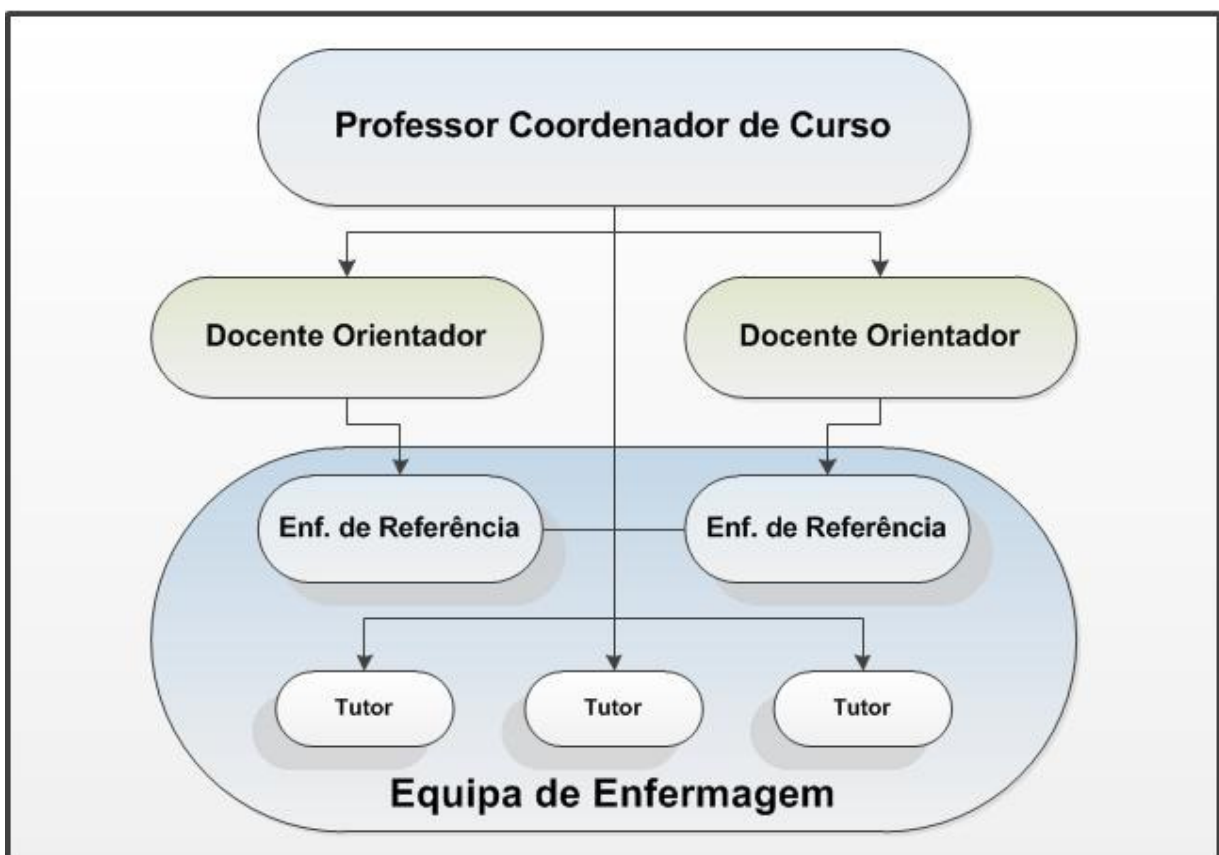 Professor Coordenador de Curso
Docente Orientador
Docente Orientador
Enf. de Referência
Enf. de Referência
Tutor
Tutor
Tutor
Equipa de Enfermagem